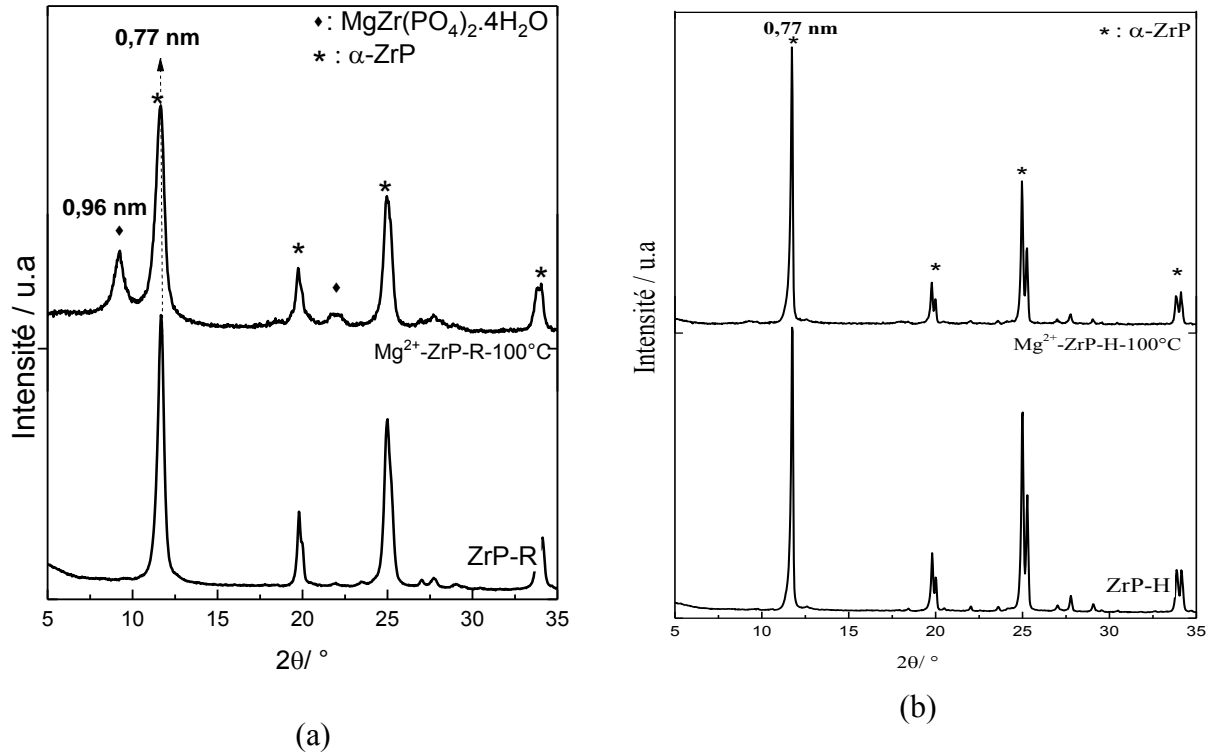 ♦: MgZr(PO₄)₂.4H₂O
* : α-ZrP
0,77 nm
*
0,96 nm
♦
*
*
♦
*
Mg²⁺-ZrP-R-100°C
ZrP-R
Intensité / u.a
5 10 15 20 25 30 35
2θ/ °
(a)
0,77 nm
*
* : α-ZrP
*
*
*
Mg²⁺-ZrP-H-100°C
ZrP-H
Intensité / u.a
5 10 15 20 25 30 35
2θ/ °
(b)